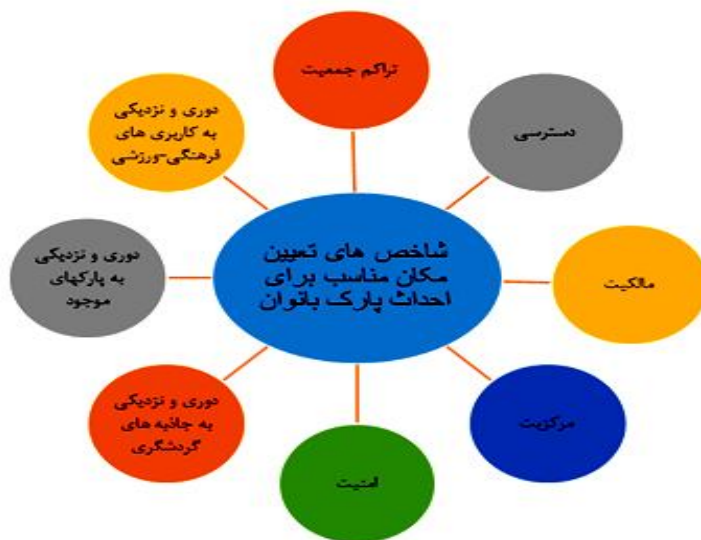 تراکم جمعیت
دسترسی
مالکیت
مرکزیت
امنیت
دوری و نزدیکی
به جاذبه های
گردشگری
دوری و نزدیکی
به پارکهای
موجود
دوری و نزدیکی
به کاربری های
فرهنگی-ورزشی
شاخص های تعیین
مکان مناسب برای
احداث پارک بانوان